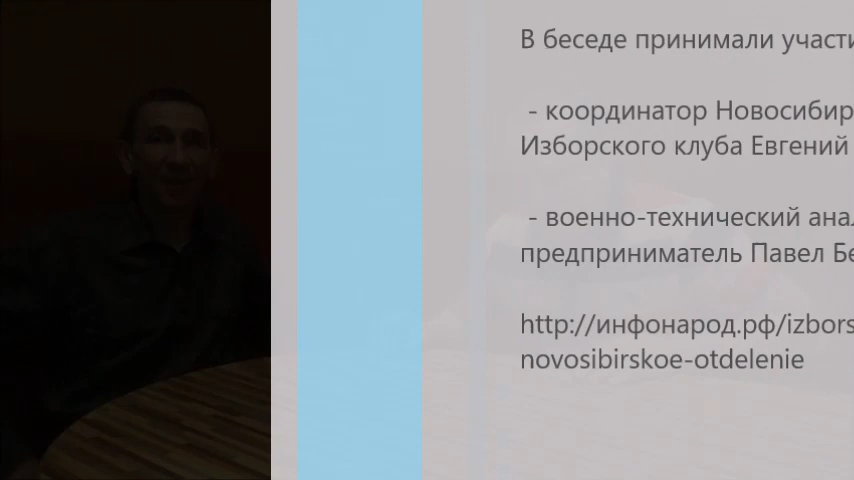 В беседе принимали участи
- координатор Новосибир
Изборского клуба Евгений
- военно-технический анал
предприниматель Павел Бе
http://инфонарод.рф/izbors
novosibirskoe-otdelenie